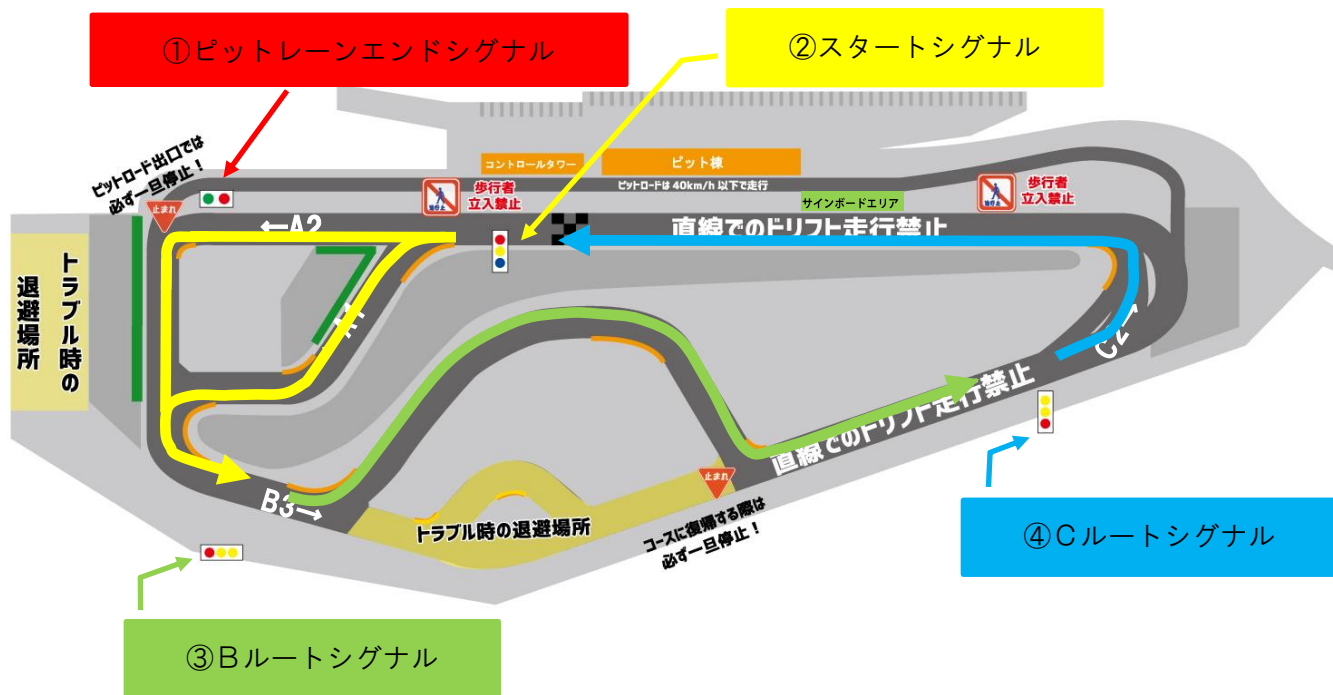 ①ピットレーンエンドシグナル
②スタートシグナル
ピットロード出口では
必ず一旦停止！
コントロールタワー
ピット棟
ピットロードは 40km/h 以下で走行
歩行者
立入禁止
歩行者
立入禁止
サインボードエリア
止まれ
←A2
直線でのドリフト走行禁止
トラブル時の
退避場所
A1
C2→
直線でのドリフト走行禁止
B3→
止まれ
トラブル時の退避場所
コースに復帰する際は
必ず一旦停止！
④Cルートシグナル
③Bルートシグナル